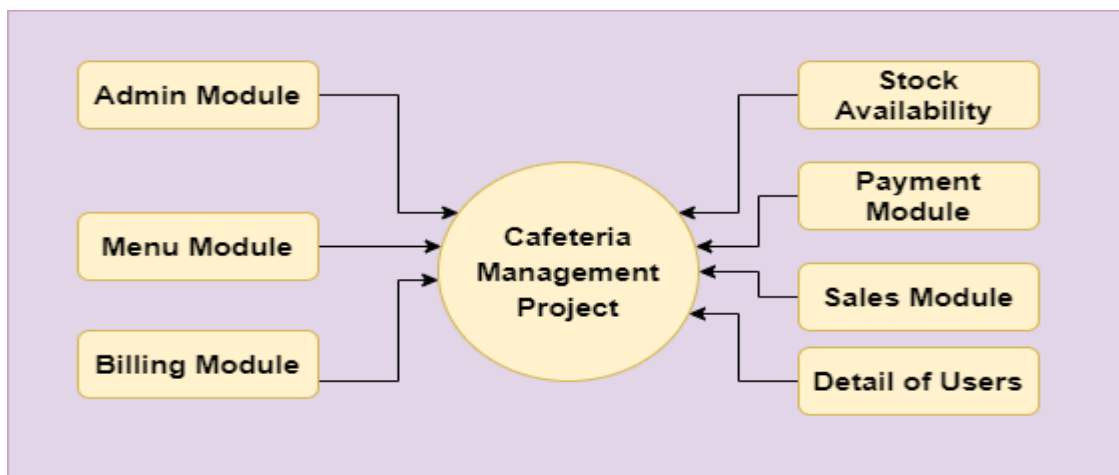 Admin Module
Menu Module
Billing Module
Cafeteria
Management
Project
Stock
Availability
Payment
Module
Sales Module
Detail of Users